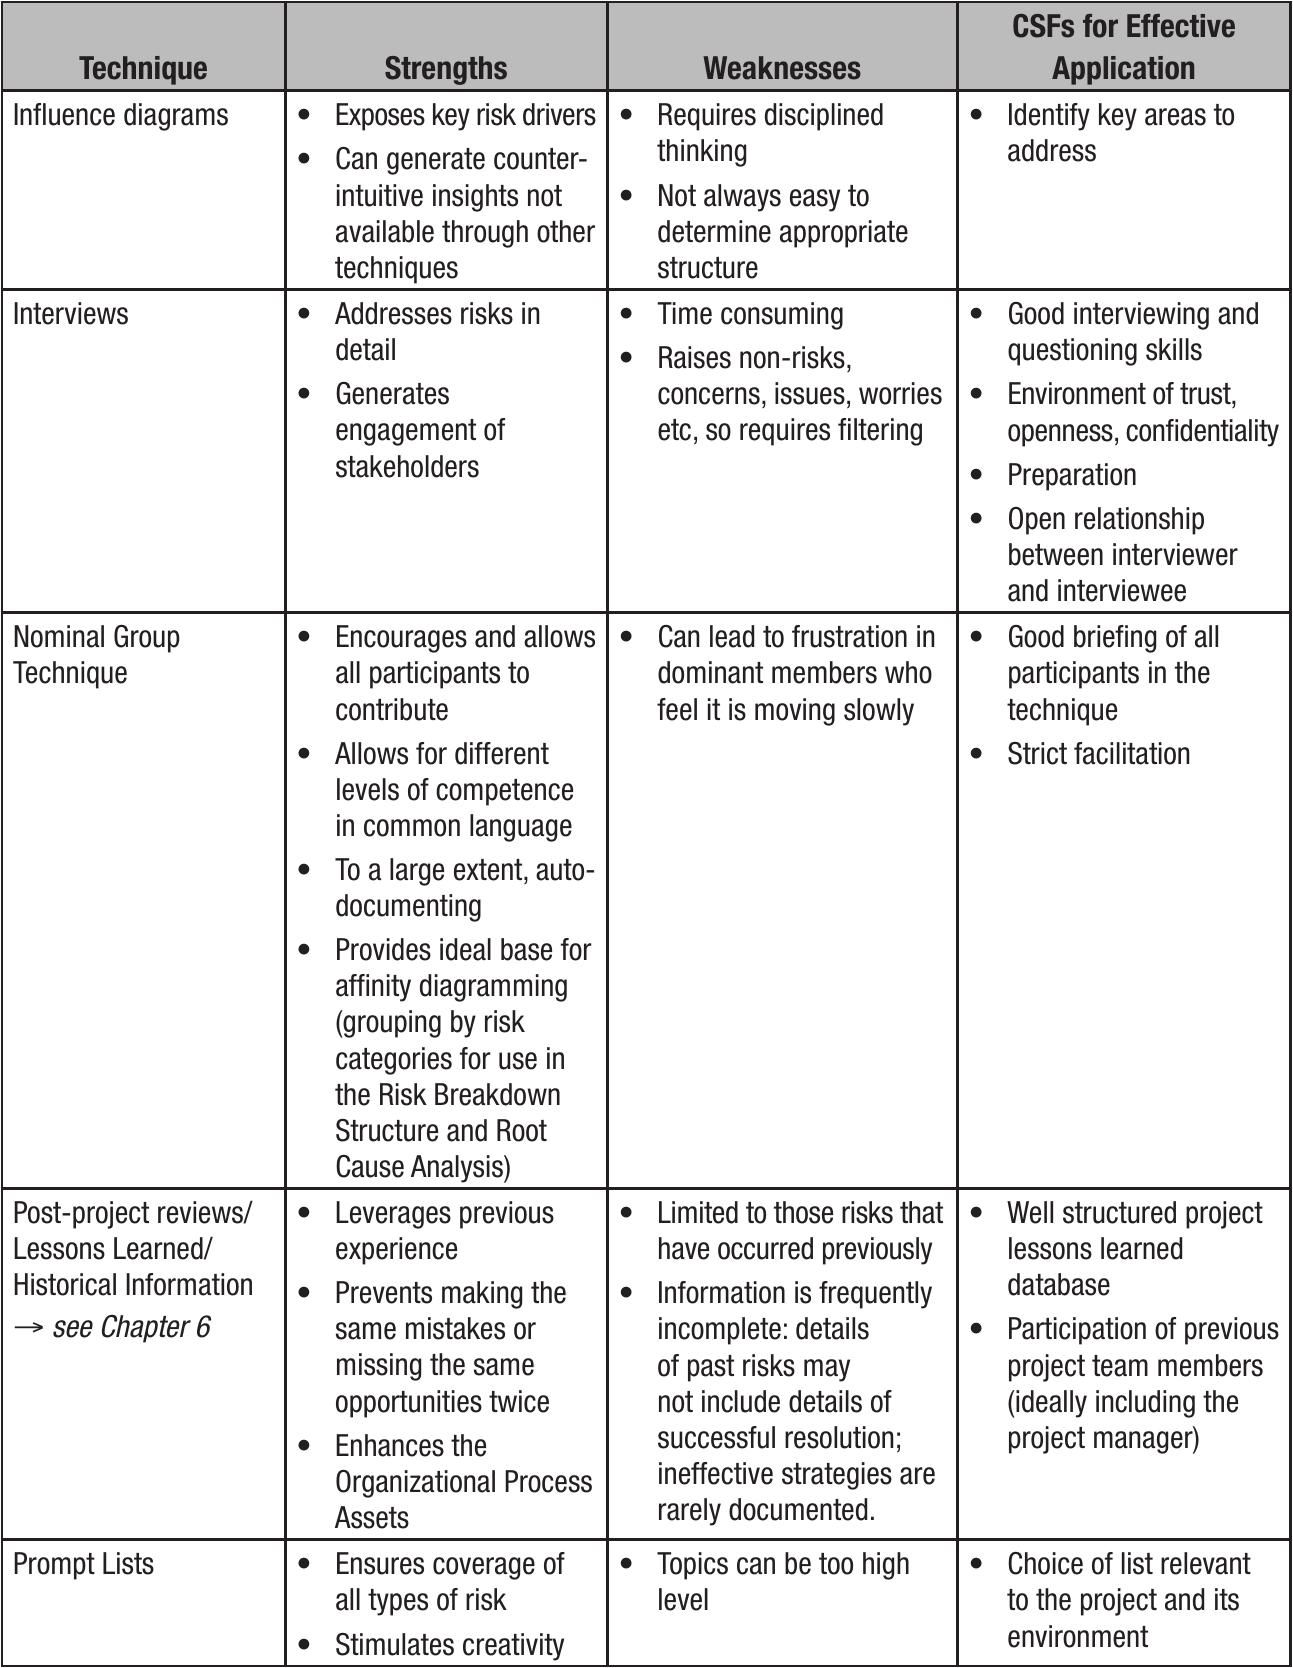 Technique
Strengths
Weaknesses
CSFs for Effective
Application
Influence diagrams
• Exposes key risk drivers
• Can generate counter-
intuitive insights not
available through other
techniques
• Requires disciplined
thinking
• Not always easy to
determine appropriate
structure
• Identify key areas to
address
Interviews
• Addresses risks in
detail
• Generates
engagement of
stakeholders
• Time consuming
• Raises non-risks,
concerns, issues, worries
etc, so requires filtering
• Good interviewing and
questioning skills
• Environment of trust,
openness, confidentiality
• Preparation
• Open relationship
between interviewer
and interviewee
Nominal Group
Technique
• Encourages and allows
all participants to
contribute
• Allows for different
levels of competence
in common language
• To a large extent, auto-
documenting
• Provides ideal base for
affinity diagramming
(grouping by risk
categories for use in
the Risk Breakdown
Structure and Root
Cause Analysis)
• Can lead to frustration in
dominant members who
feel it is moving slowly
• Good briefing of all
participants in the
technique
• Strict facilitation
Post-project reviews/
Lessons Learned/
Historical Information
→ see Chapter 6
• Leverages previous
experience
• Prevents making the
same mistakes or
missing the same
opportunities twice
• Enhances the
Organizational Process
Assets
• Limited to those risks that
have occurred previously
• Information is frequently
incomplete: details
of past risks may
not include details of
successful resolution;
ineffective strategies are
rarely documented.
• Well structured project
lessons learned
database
• Participation of previous
project team members
(ideally including the
project manager)
Prompt Lists
• Ensures coverage of
all types of risk
• Stimulates creativity
• Topics can be too high
level
• Choice of list relevant
to the project and its
environment